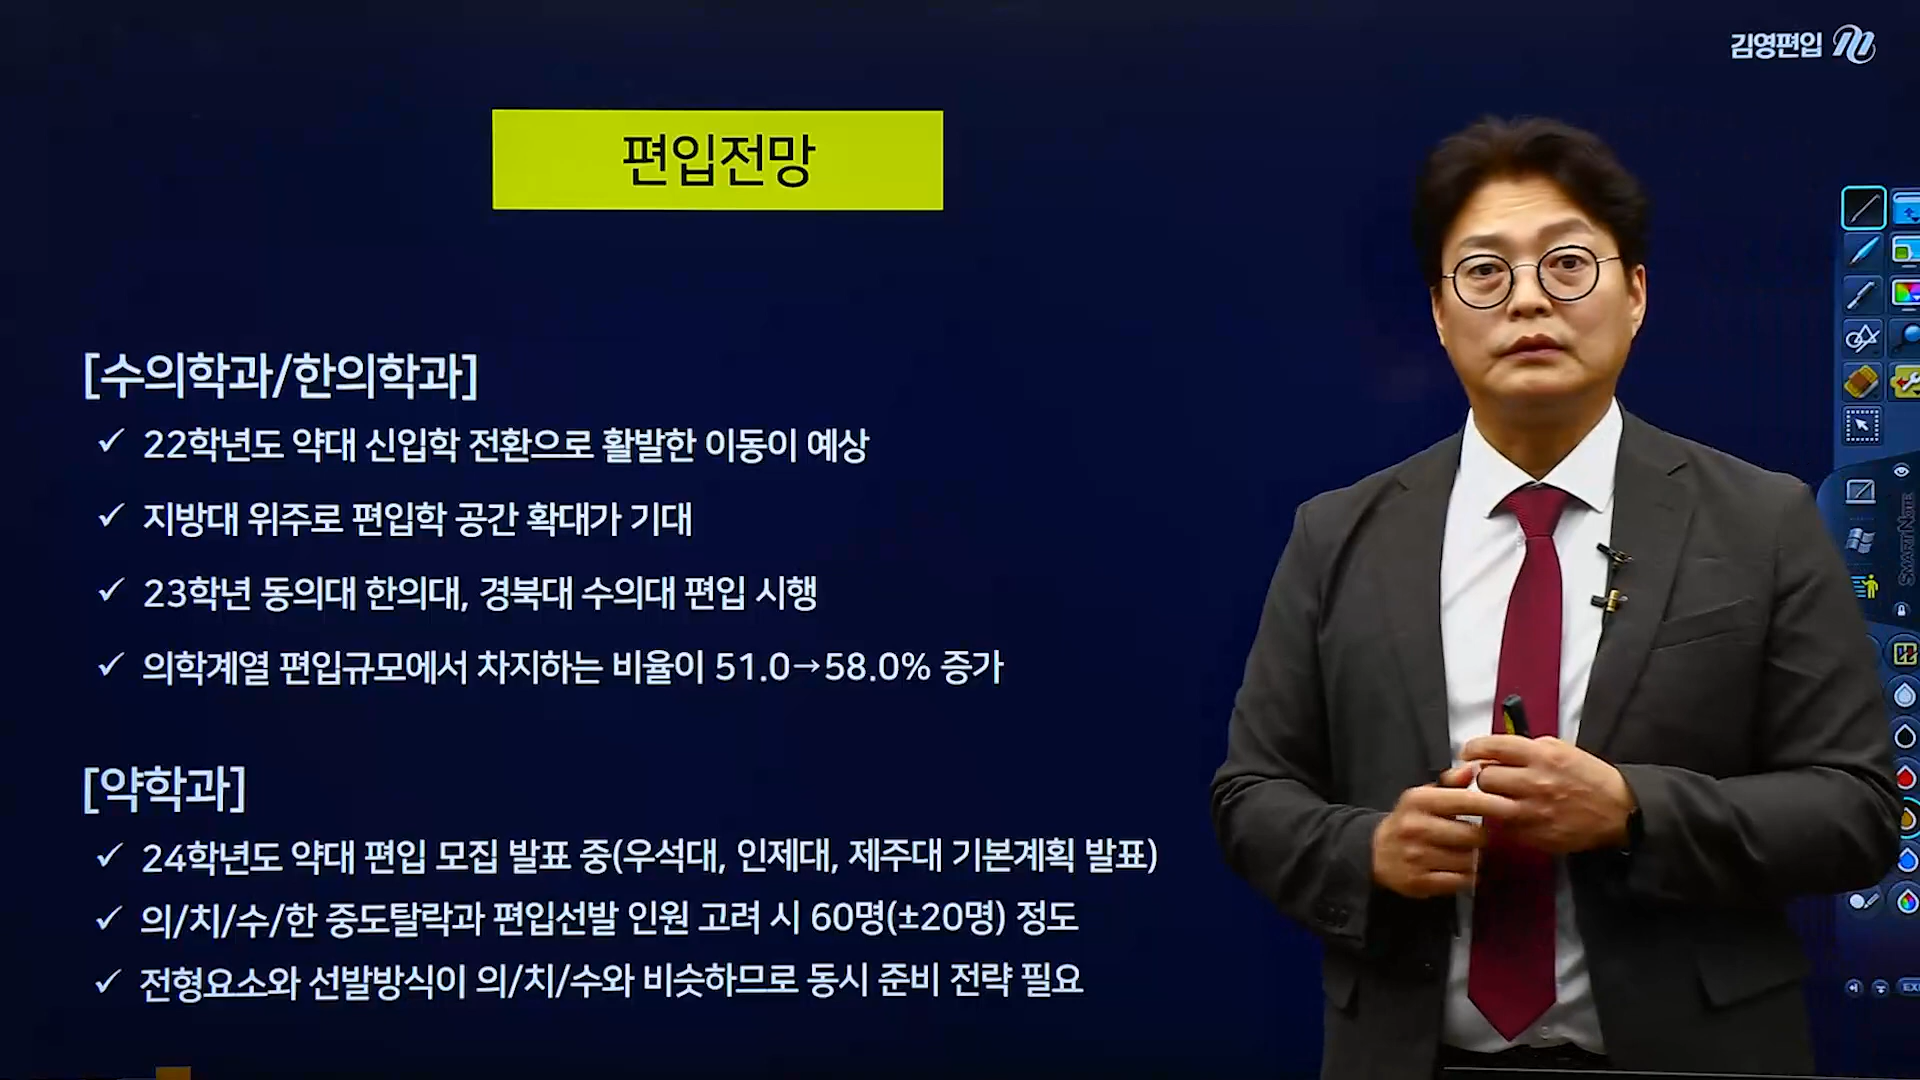 김영편입
편입전망
[수의학과/한의학과]
✓ 22학년도 약대 신입학 전환으로 활발한 이동이 예상
✓ 지방대 위주로 편입학 공간 확대가 기대
✓ 23학년 동의대 한의대, 경북대 수의대 편입 시행
✓ 의학계열 편입규모에서 차지하는 비율이 51.0→58.0% 증가
[약학과]
✓ 24학년도 약대 편입 모집 발표 중(우석대, 인제대, 제주대 기본계획 발표)
✓ 의/치/수/한 중도탈락과 편입선발 인원 고려 시 60명(±20명) 정도
✓ 전형요소와 선발방식이 의/치/수와 비슷하므로 동시 준비 전략 필요
SMART NOTE